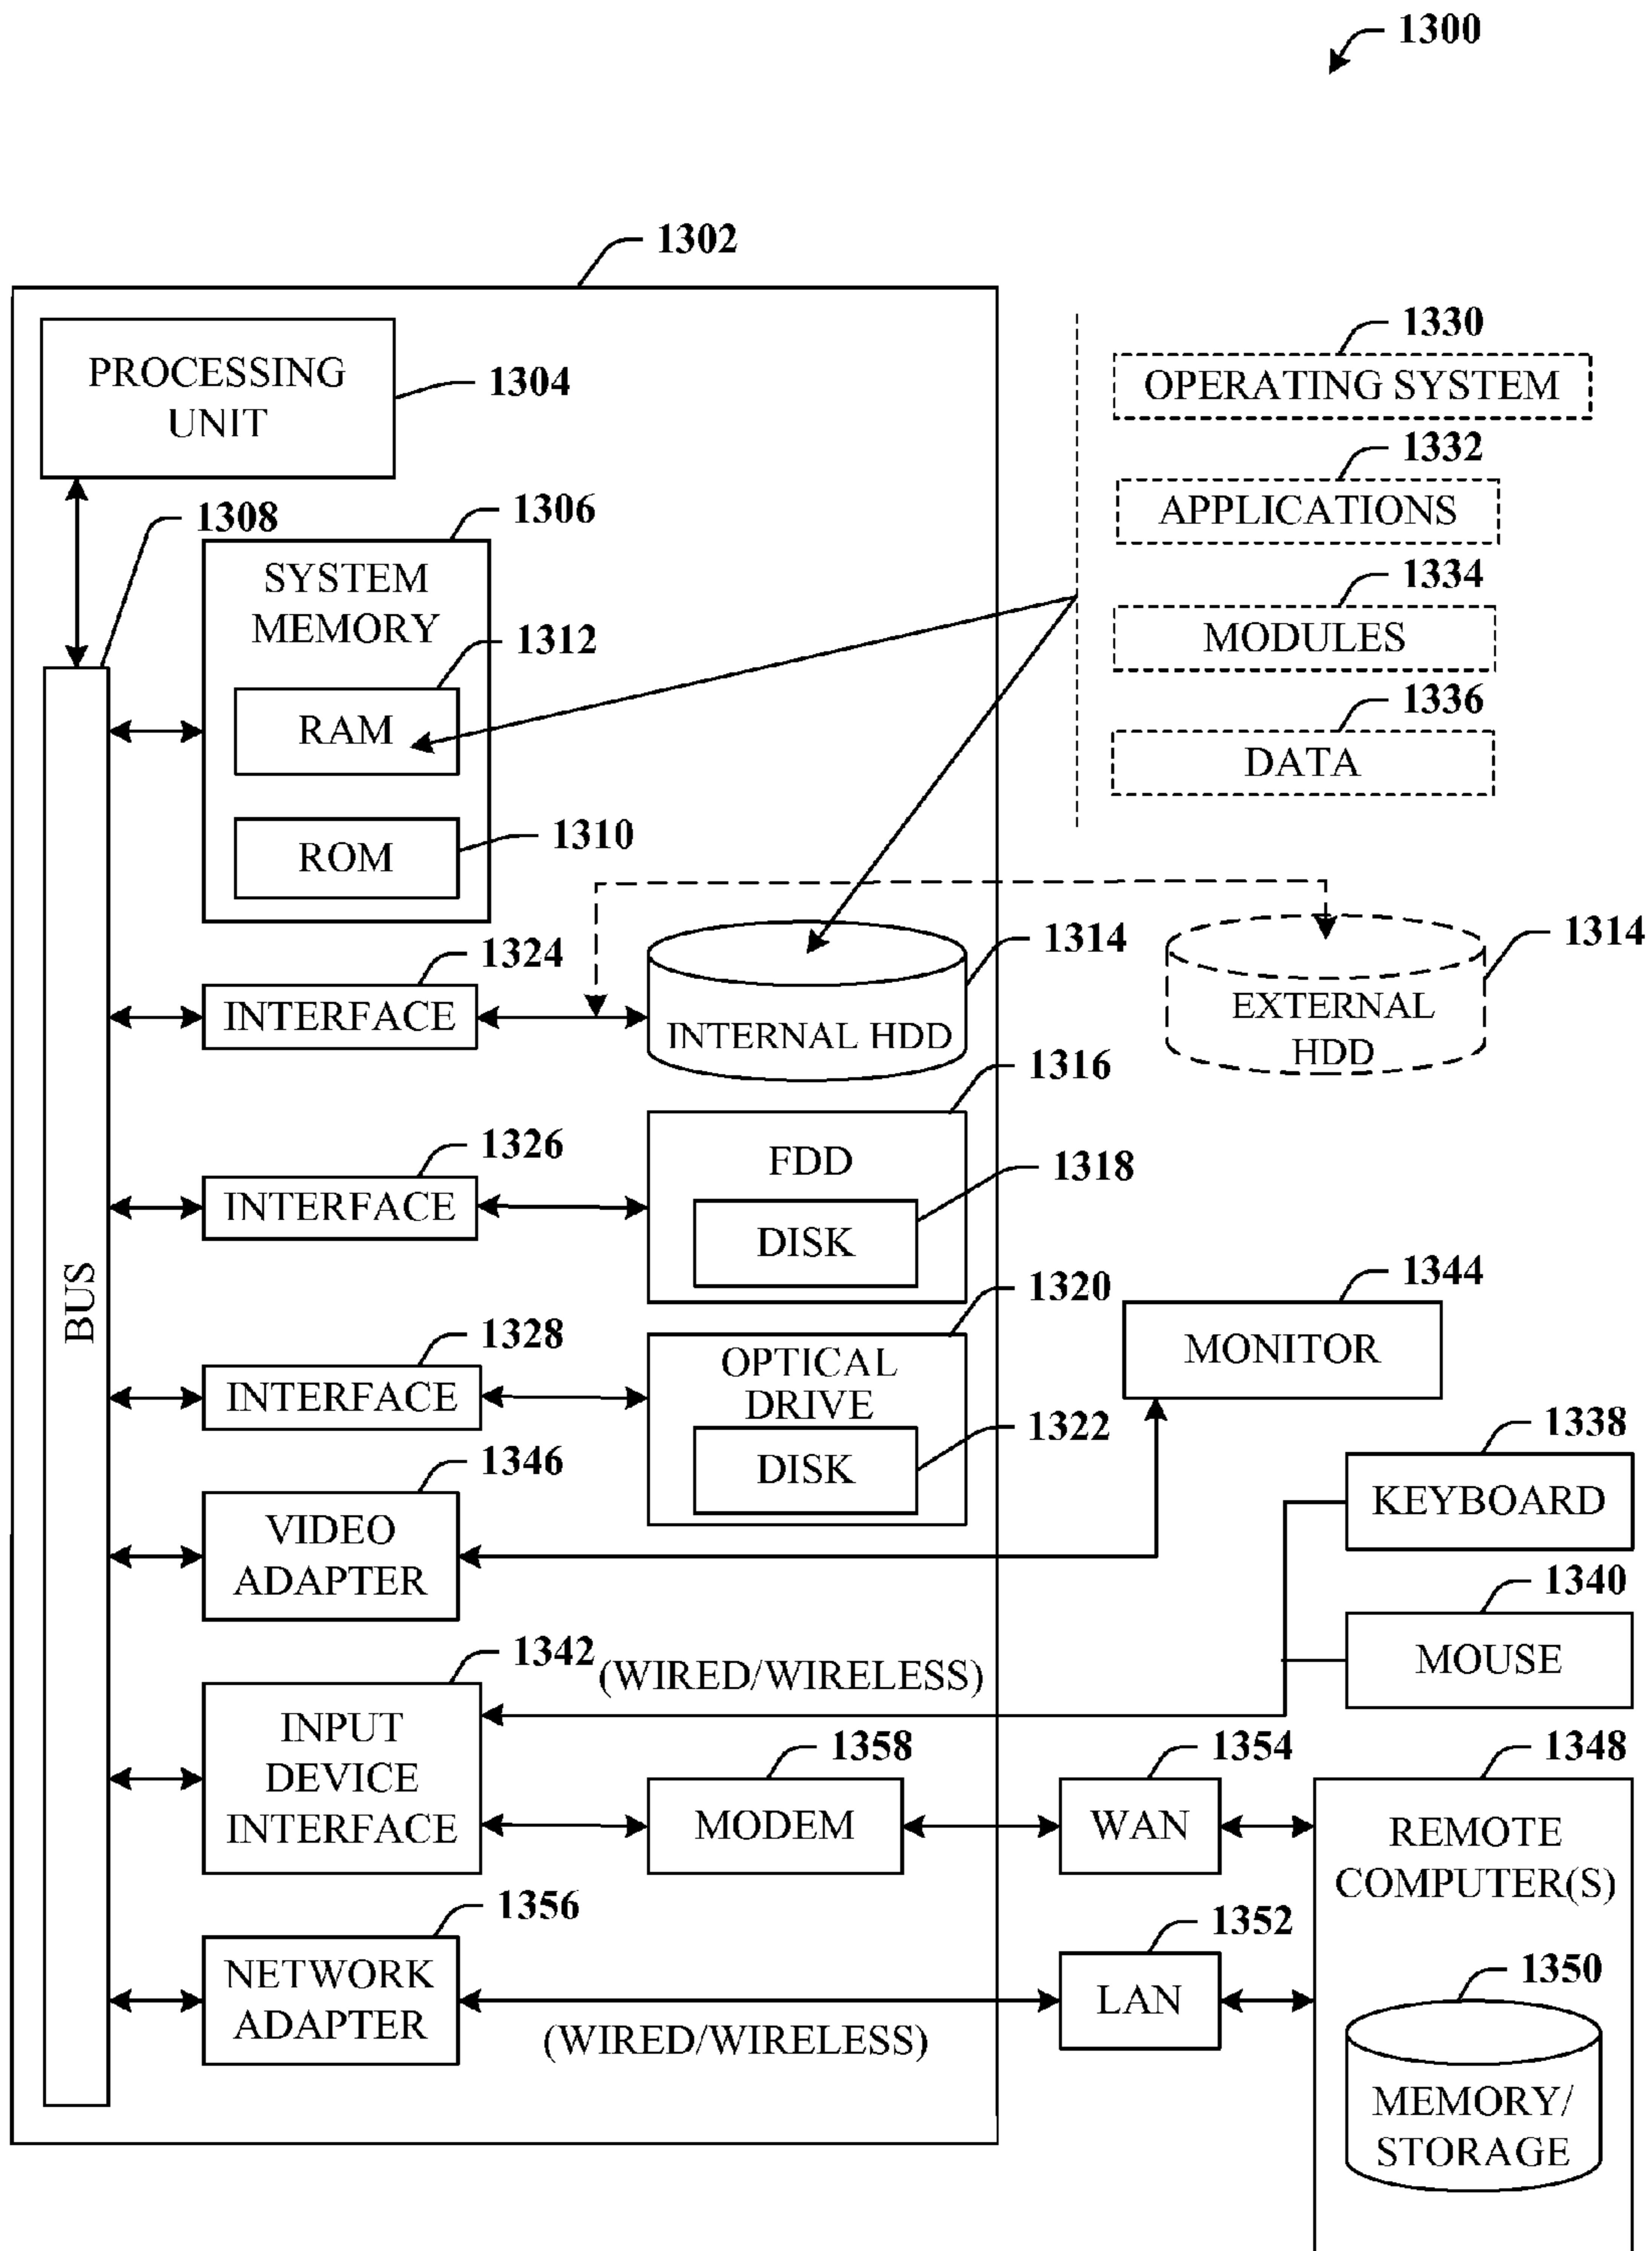 1300
1302
PROCESSING
UNIT
1304
1330
OPERATING SYSTEM
1332
APPLICATIONS
1334
MODULES
1336
DATA
1308
1306
SYSTEM
MEMORY
1312
RAM
1310
ROM
BUS
1324
INTERFACE
1314
INTERNAL HDD
1314
EXTERNAL
HDD
1316
1326
INTERFACE
FDD
1318
DISK
1320
1328
INTERFACE
OPTICAL
DRIVE
1322
DISK
1344
MONITOR
1346
VIDEO
ADAPTER
1338
KEYBOARD
1340
MOUSE
1342
(WIRED/WIRELESS)
INPUT
DEVICE
INTERFACE
1358
MODEM
1354
WAN
1348
REMOTE
COMPUTER(S)
1356
NETWORK
ADAPTER
(WIRED/WIRELESS)
1352
LAN
1350
MEMORY/
STORAGE